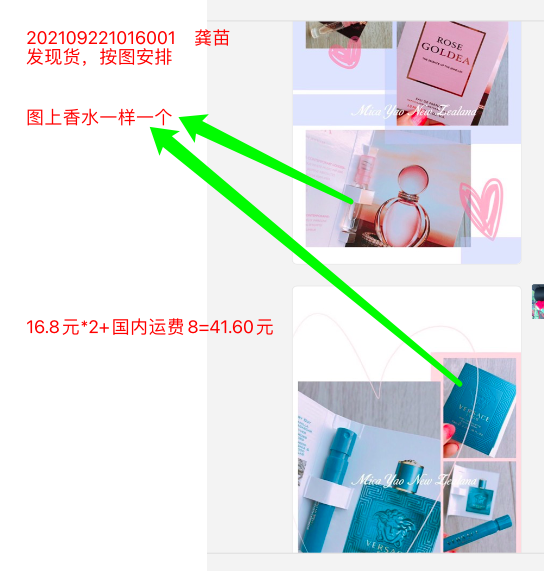 202109221016001 龚苗
发现货，按图安排
图上香水一样一个
16.8元*2+国内运费8=41.60元
ROSE
GOLDEA
Mica Yao New Zealand
VERSACE
Mica Yao New Zealand
VERSACE